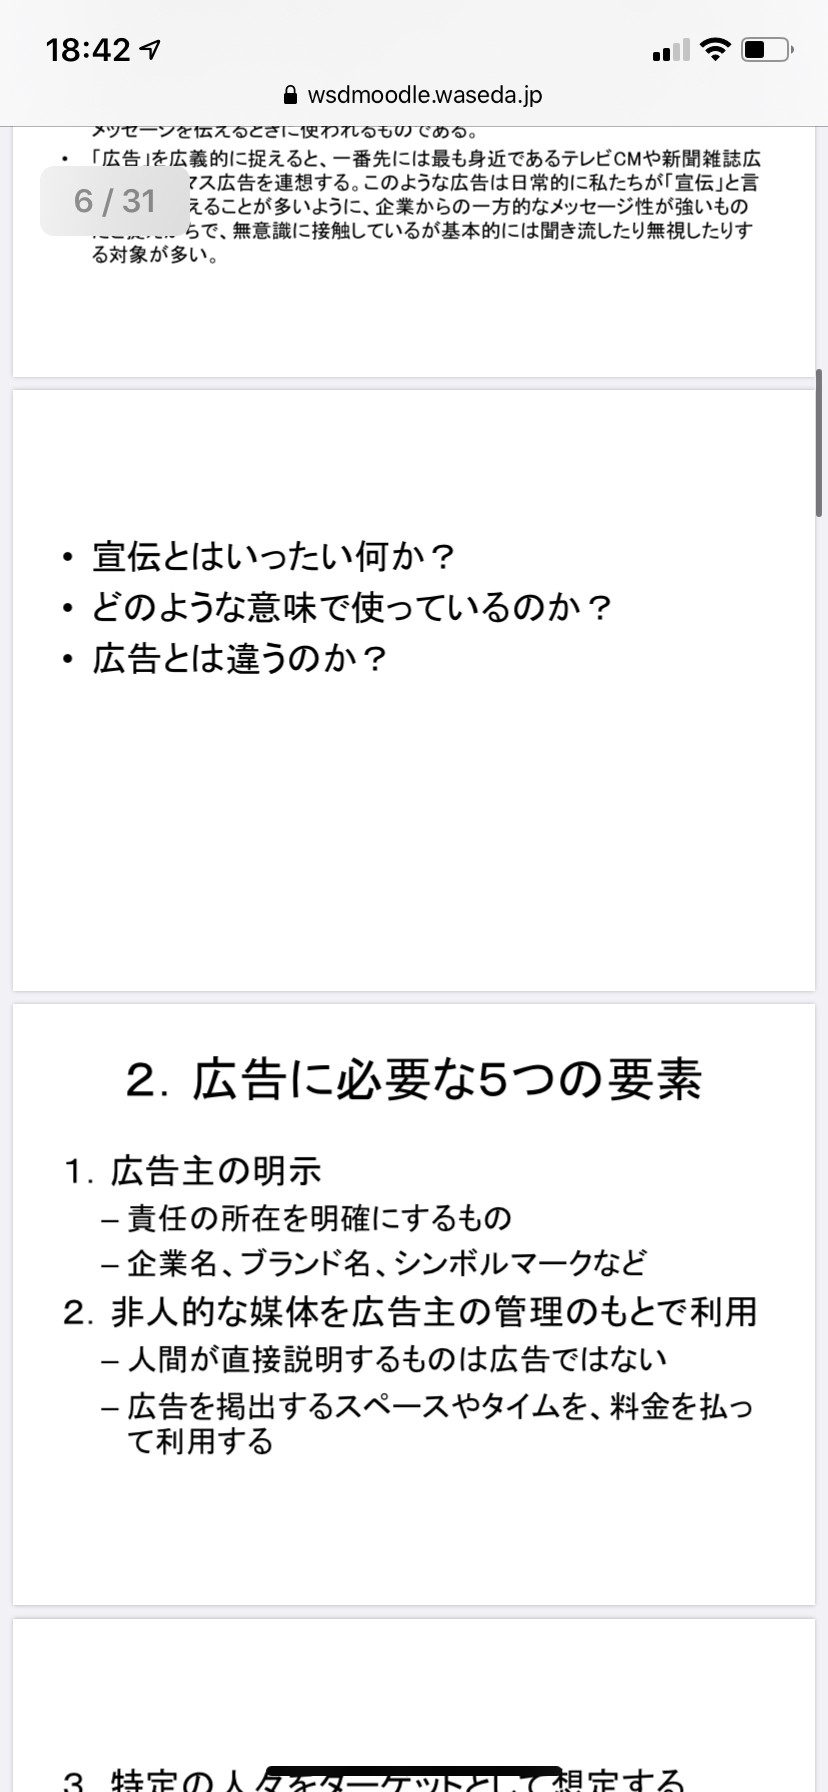 18:42
wsdmoodle.waseda.jp
メッセージを伝えるときに使われるものである。
• 「広告」を広義的に捉えると、一番先には最も身近であるテレビCMや新聞雑誌広
6 / 31
マス広告を連想する。このような広告は日常的に私たちが「宣伝」と言
えることが多いように、企業からの一方的なメッセージ性が強いもの
ちで、無意識に接触しているが基本的には聞き流したり無視したりす
る対象が多い。
• 宣伝とはいったい何か？
• どのような意味で使っているのか？
• 広告とは違うのか？
2. 広告に必要な5つの要素
1. 広告主の明示
– 責任の所在を明確にするもの
– 企業名、ブランド名、シンボルマークなど
2. 非人的な媒体を広告主の管理のもとで利用
– 人間が直接説明するものは広告ではない
– 広告を掲出するスペースやタイムを、料金を払っ
て利用する
3. 特定の人々をターゲットとして想定する